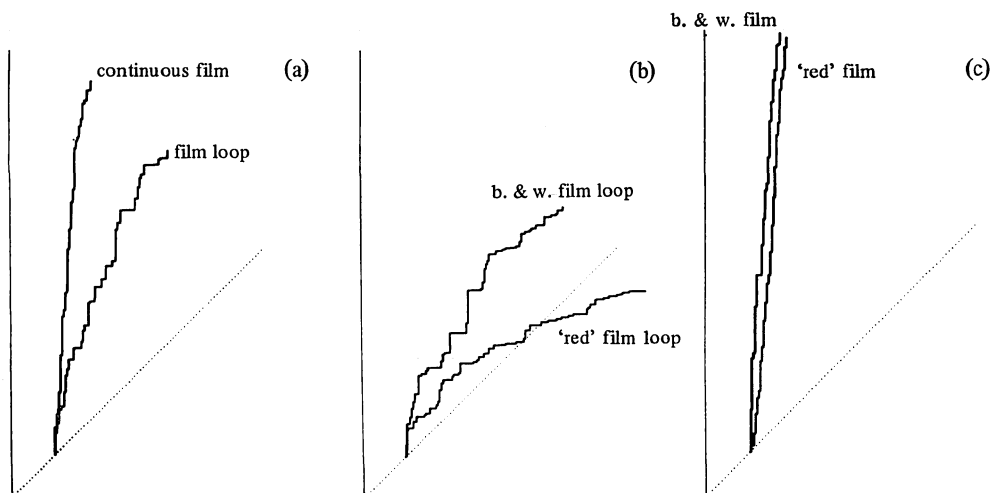 continuous film
(a)
film loop
b. & w. film loop
(b)
'red' film loop
b. & w. film
'red' film
(c)